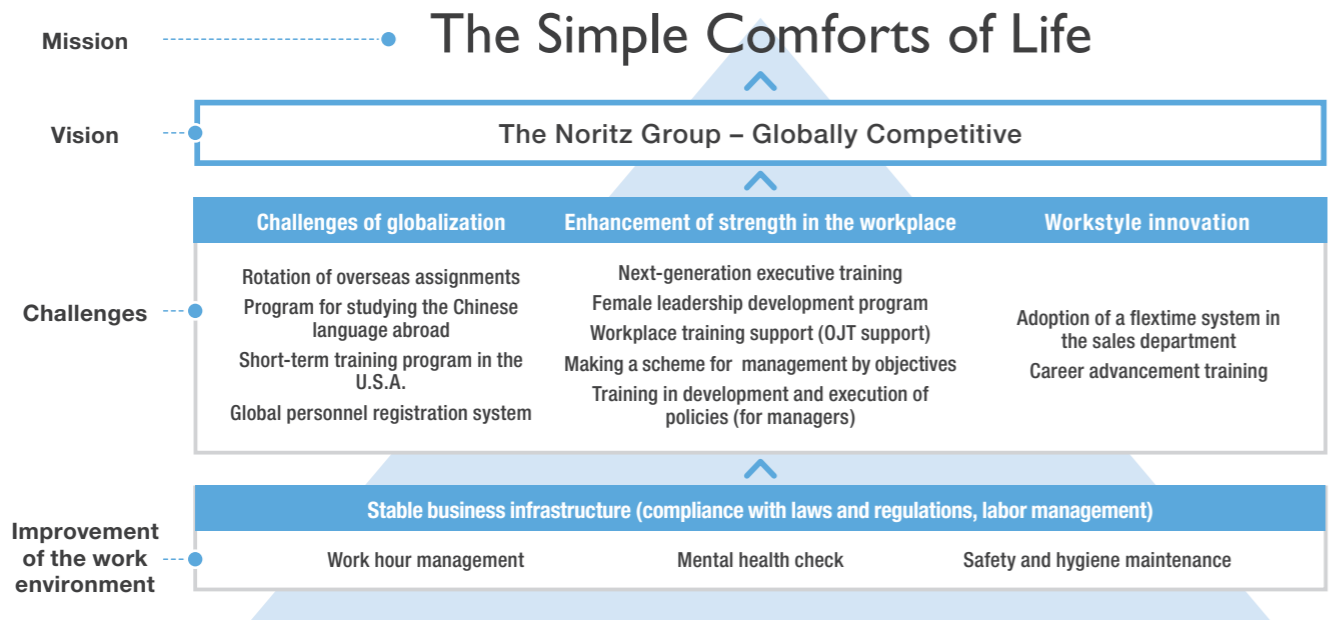 Mission
The Simple Comforts of Life
Vision
The Noritz Group – Globally Competitive
Challenges
Challenges of globalization
Rotation of overseas assignments
Program for studying the Chinese
language abroad
Short-term training program in the
U.S.A.
Global personnel registration system
Enhancement of strength in the workplace
Next-generation executive training
Female leadership development program
Workplace training support (OJT support)
Making a scheme for management by objectives
Training in development and execution of
policies (for managers)
Workstyle innovation
Adoption of a flextime system in
the sales department
Career advancement training
Improvement
of the work
environment
Stable business infrastructure (compliance with laws and regulations, labor management)
Work hour management
Mental health check
Safety and hygiene maintenance